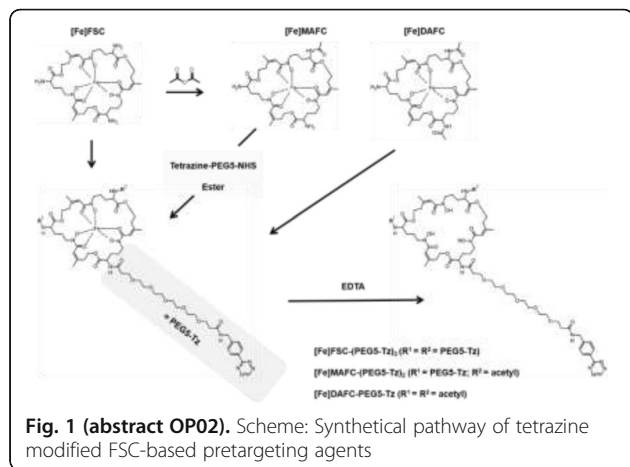 [Fe]FSC
[Fe]MAFC
[Fe]DAFC
Tetrazine-PEG5-NHS
Ester
= PEG5-Tz
EDTA
[Fe]FSC-(PEG5-Tz)₃ (R¹ = R² = PEG5-Tz)
[Fe]MAFC-(PEG5-Tz)₂ (R¹ = PEG5-Tz; R² = acetyl)
[Fe]DAFC-PEG5-Tz (R¹ = R² = acetyl)
Fig. 1 (abstract OP02). Scheme: Synthetical pathway of tetrazine
modified FSC-based pretargeting agents